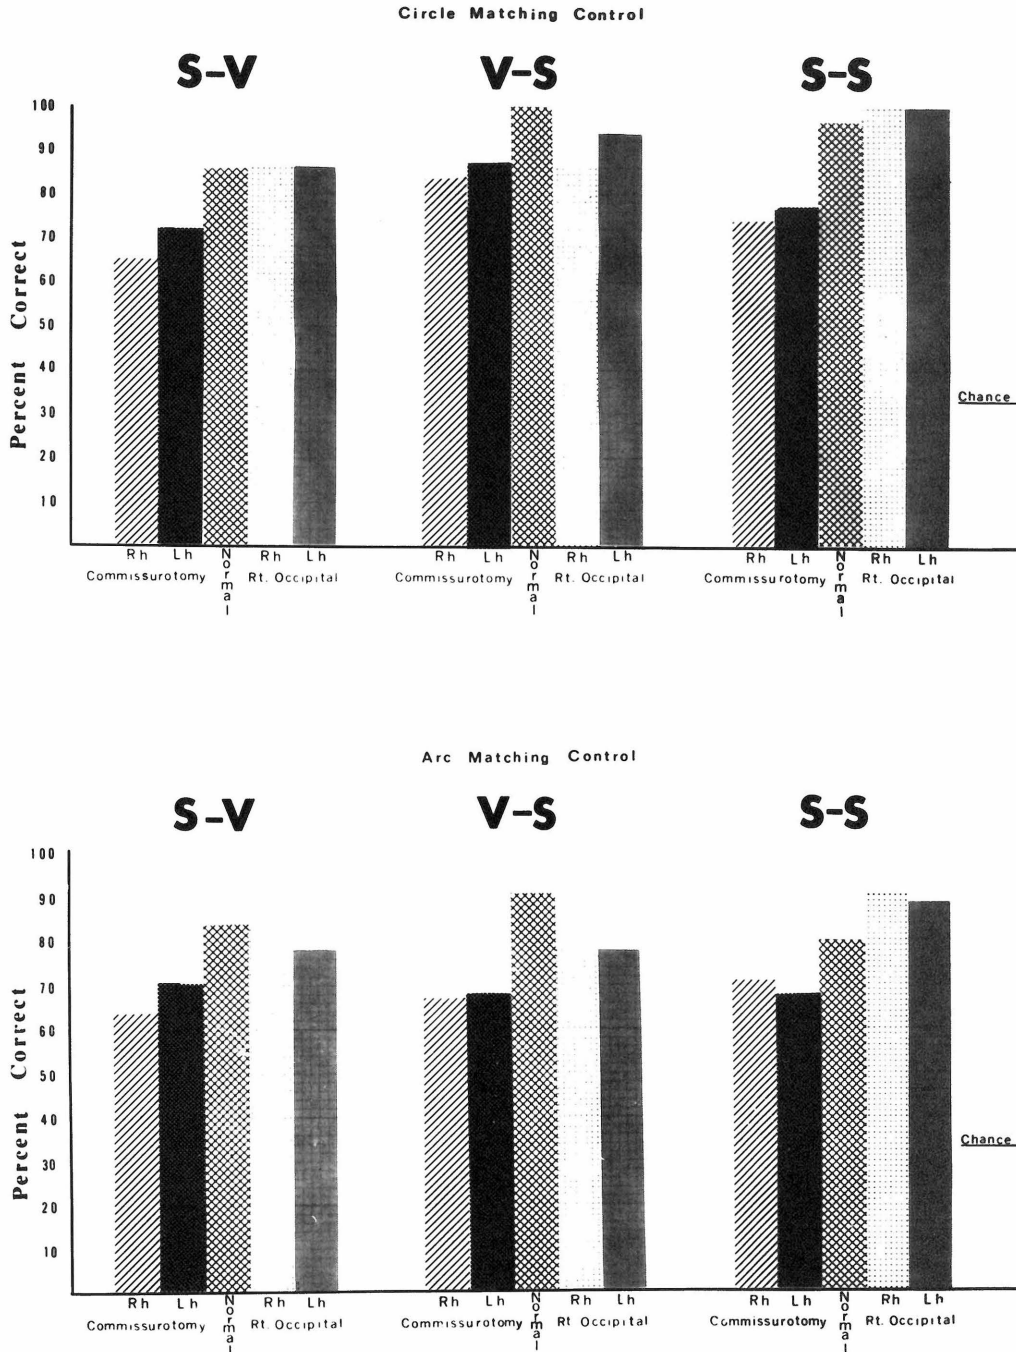 Circle Matching Control
S-V V-S S-S
100
90
80
70
60
50
40
30
20
10
Percent Correct
Chance
Rh Lh Normal Rh Lh Rh Lh Normal Rh Lh Rh Lh Normal Rh Lh
Commissurotomy Rt. Occipital Commissurotomy Rt. Occipital Commissurotomy Rt. Occipital
Arc Matching Control
S-V V-S S-S
100
90
80
70
60
50
40
30
20
10
Percent Correct
Chance
Rh Lh Normal Rh Lh Rh Lh Normal Rh Lh Rh Lh Normal Rh Lh
Commissurotomy Rt. Occipital Commissurotomy Rt. Occipital Commissurotomy Rt. Occipital